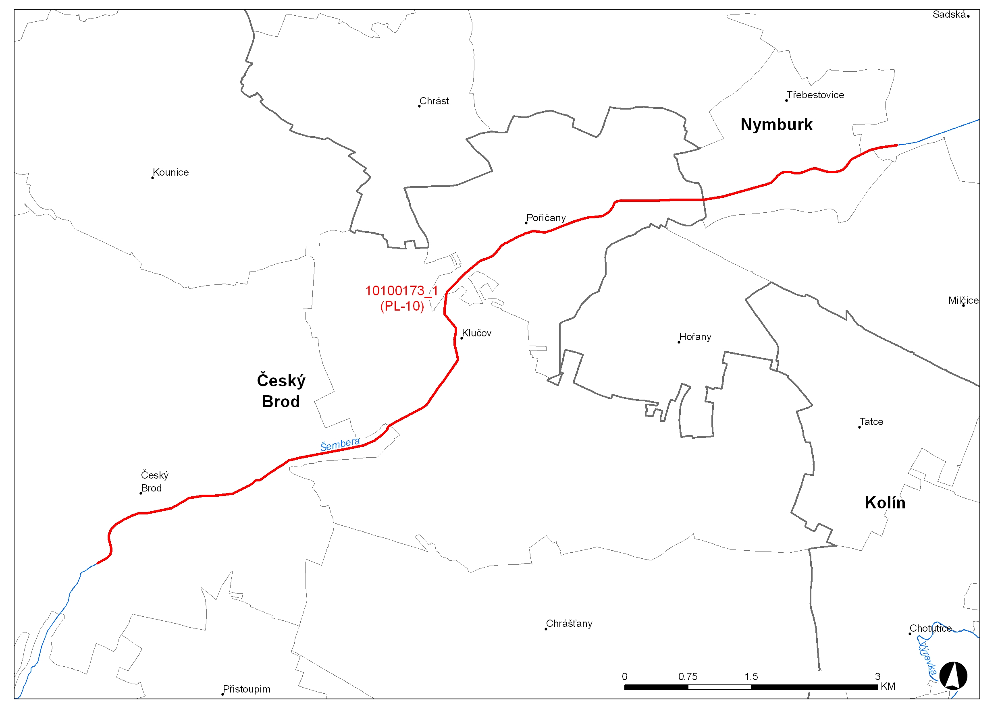 Sadská
Třebestovice
Chrást
Nymburk
Kounice
Poříčany
10100173_1
(PL-10)
Milčice
Klučov
Hořany
Český
Brod
Tatce
Šembera
Český
Brod
Kolín
Chrášťany
Chotutice
Výrovka
Přistoupim
0
0.75
1.5
3
KM